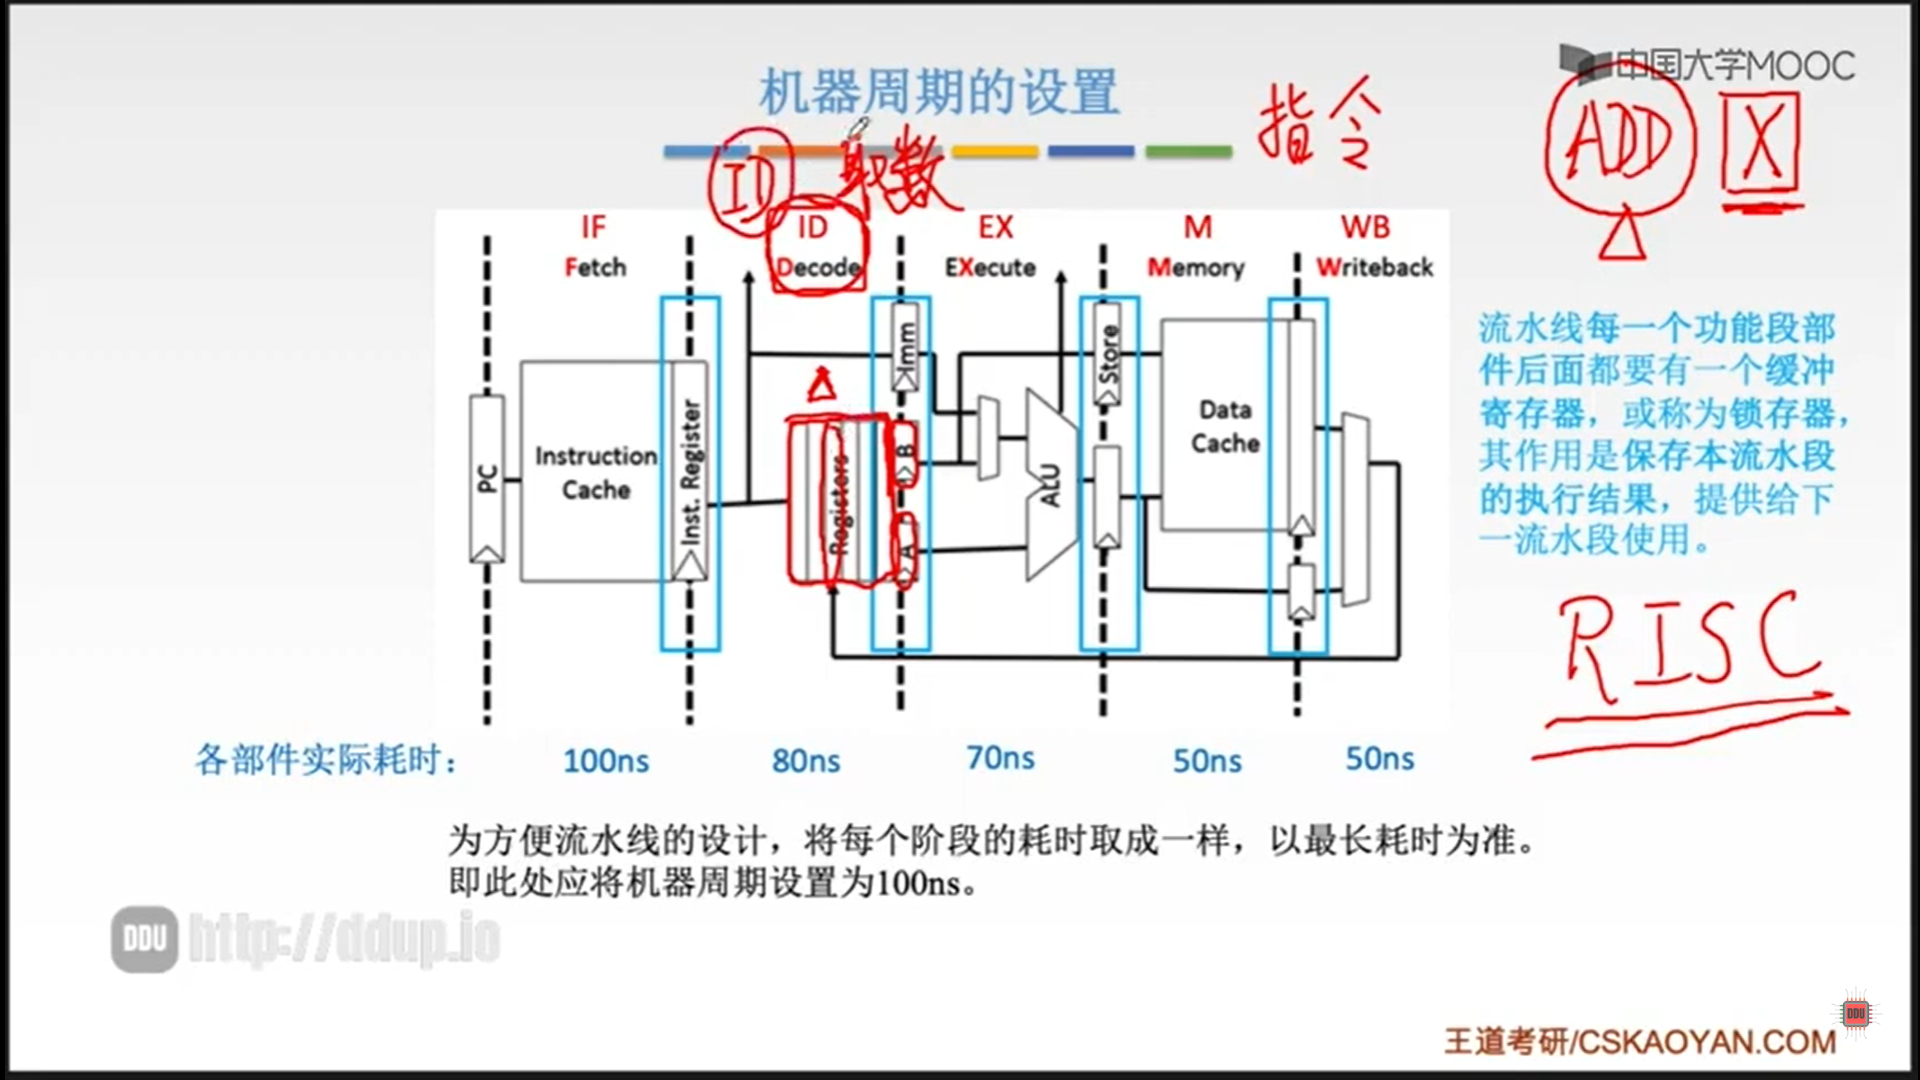 中国大学MOOC
机器周期的设置
指令
ADD X
ID 取数
IF ID EX M WB
Fetch Decode EXecute Memory Writeback
PC
Instruction Cache
Inst. Register
Registers
Imm
B
A
ALU
Store
Data Cache
流水线每一个功能段部
件后面都要有一个缓冲
寄存器，或称为锁存器，
其作用是保存本流水段
的执行结果，提供给下
一流水段使用。
RISC
各部件实际耗时： 100ns 80ns 70ns 50ns 50ns
为方便流水线的设计，将每个阶段的耗时取成一样，以最长耗时为准。
即此处应将机器周期设置为100ns。
DDU http://ddup.io
DDU
王道考研/CSKAOYAN.COM